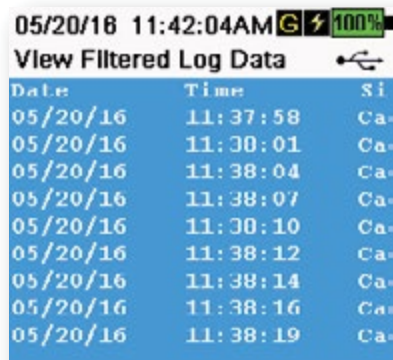 05/20/16 11:42:04AM G 100%
View Filtered Log Data
Date Time Si
05/20/16 11:37:58 Ca
05/20/16 11:38:01 Ca
05/20/16 11:38:04 Ca
05/20/16 11:38:07 Ca
05/20/16 11:38:10 Ca
05/20/16 11:38:12 Ca
05/20/16 11:38:14 Ca
05/20/16 11:38:16 Ca
05/20/16 11:38:19 Ca